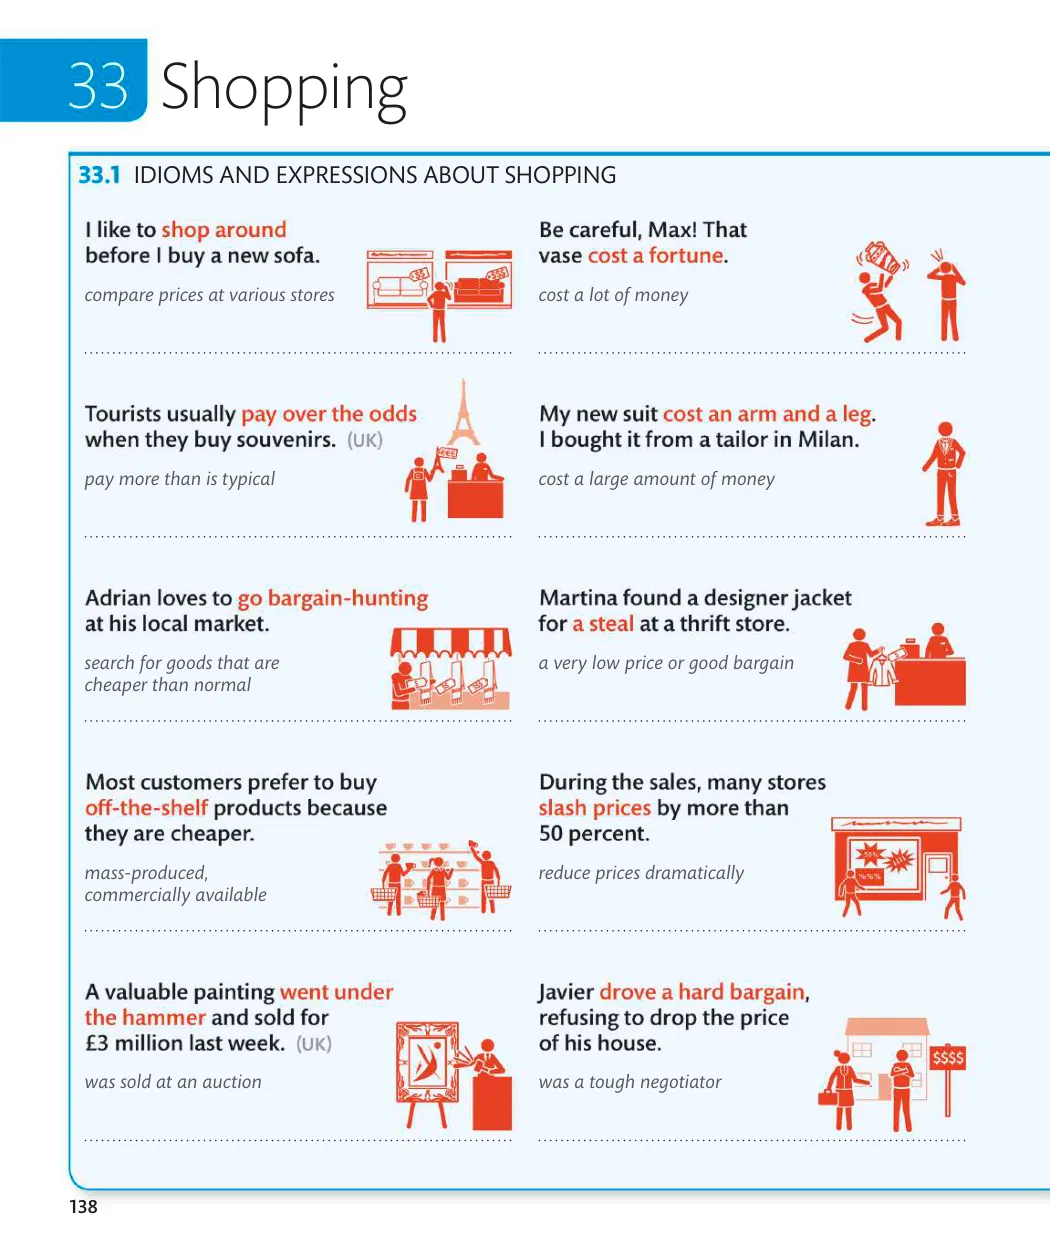 33 Shopping
33.1 IDIOMS AND EXPRESSIONS ABOUT SHOPPING
I like to shop around
before I buy a new sofa.
compare prices at various stores
Be careful, Max! That
vase cost a fortune.
cost a lot of money
Tourists usually pay over the odds
when they buy souvenirs. (UK)
pay more than is typical
€€€
My new suit cost an arm and a leg.
I bought it from a tailor in Milan.
cost a large amount of money
Adrian loves to go bargain-hunting
at his local market.
search for goods that are
cheaper than normal
Martina found a designer jacket
for a steal at a thrift store.
a very low price or good bargain
Most customers prefer to buy
off-the-shelf products because
they are cheaper.
mass-produced,
commercially available
During the sales, many stores
slash prices by more than
50 percent.
reduce prices dramatically
50%
%%%
A valuable painting went under
the hammer and sold for
£3 million last week. (UK)
was sold at an auction
Javier drove a hard bargain,
refusing to drop the price
of his house.
was a tough negotiator
$$$$
138